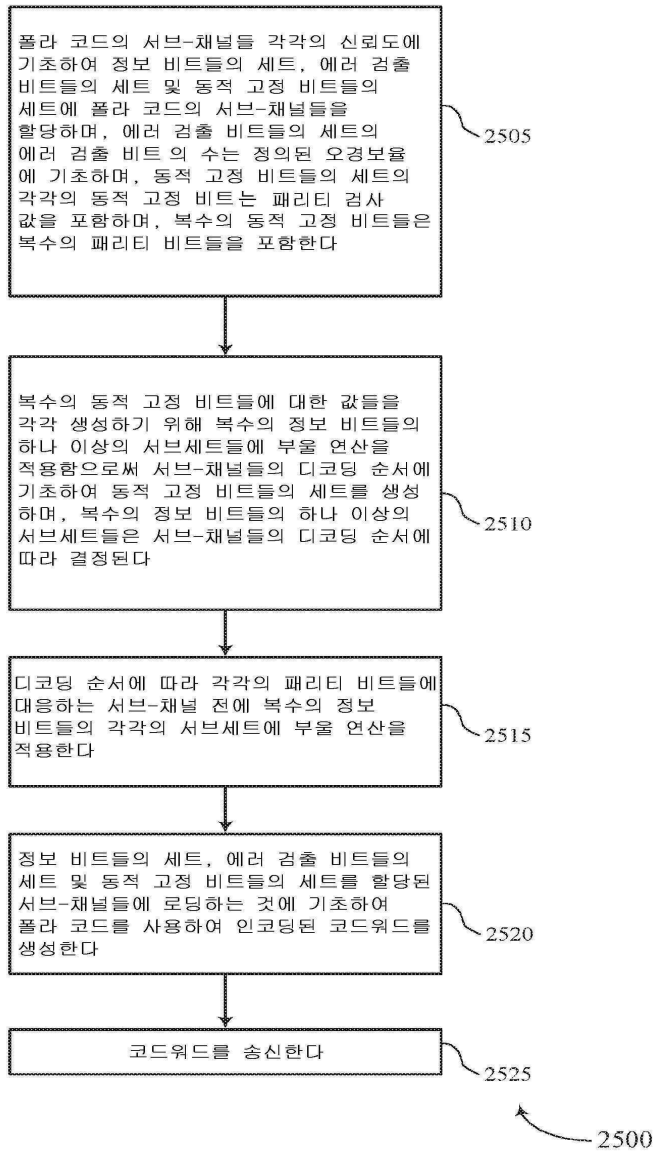 폴라 코드의 서브-채널들 각각의 신뢰도에
기초하여 정보 비트들의 세트, 에러 검출
비트들의 세트 및 동적 고정 비트들의
세트에 폴라 코드의 서브-채널들을
할당하며, 에러 검출 비트들의 세트의
에러 검출 비트 의 수는 정의된 오경보율
에 기초하며, 동적 고정 비트들의 세트의
각각의 동적 고정 비트는 패리티 검사
값을 포함하며, 복수의 동적 고정 비트들은
복수의 패리티 비트들을 포함한다
2505
복수의 동적 고정 비트들에 대한 값들을
각각 생성하기 위해 복수의 정보 비트들의
하나 이상의 서브세트들에 부울 연산을
적용함으로써 서브-채널들의 디코딩 순서에
기초하여 동적 고정 비트들의 세트를 생성
하며, 복수의 정보 비트들의 하나 이상의
서브세트들은 서브-채널들의 디코딩 순서에
따라 결정된다
2510
디코딩 순서에 따라 각각의 패리티 비트들에
대응하는 서브-채널 전에 복수의 정보
비트들의 각각의 서브세트에 부울 연산을
적용한다
2515
정보 비트들의 세트, 에러 검출 비트들의
세트 및 동적 고정 비트들의 세트를 할당된
서브-채널들에 로딩하는 것에 기초하여
폴라 코드를 사용하여 인코딩된 코드워드를
생성한다
2520
코드워드를 송신한다
2525
2500